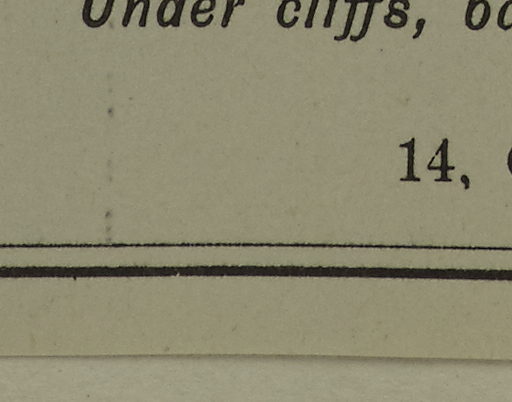 Under cliffs,
14,